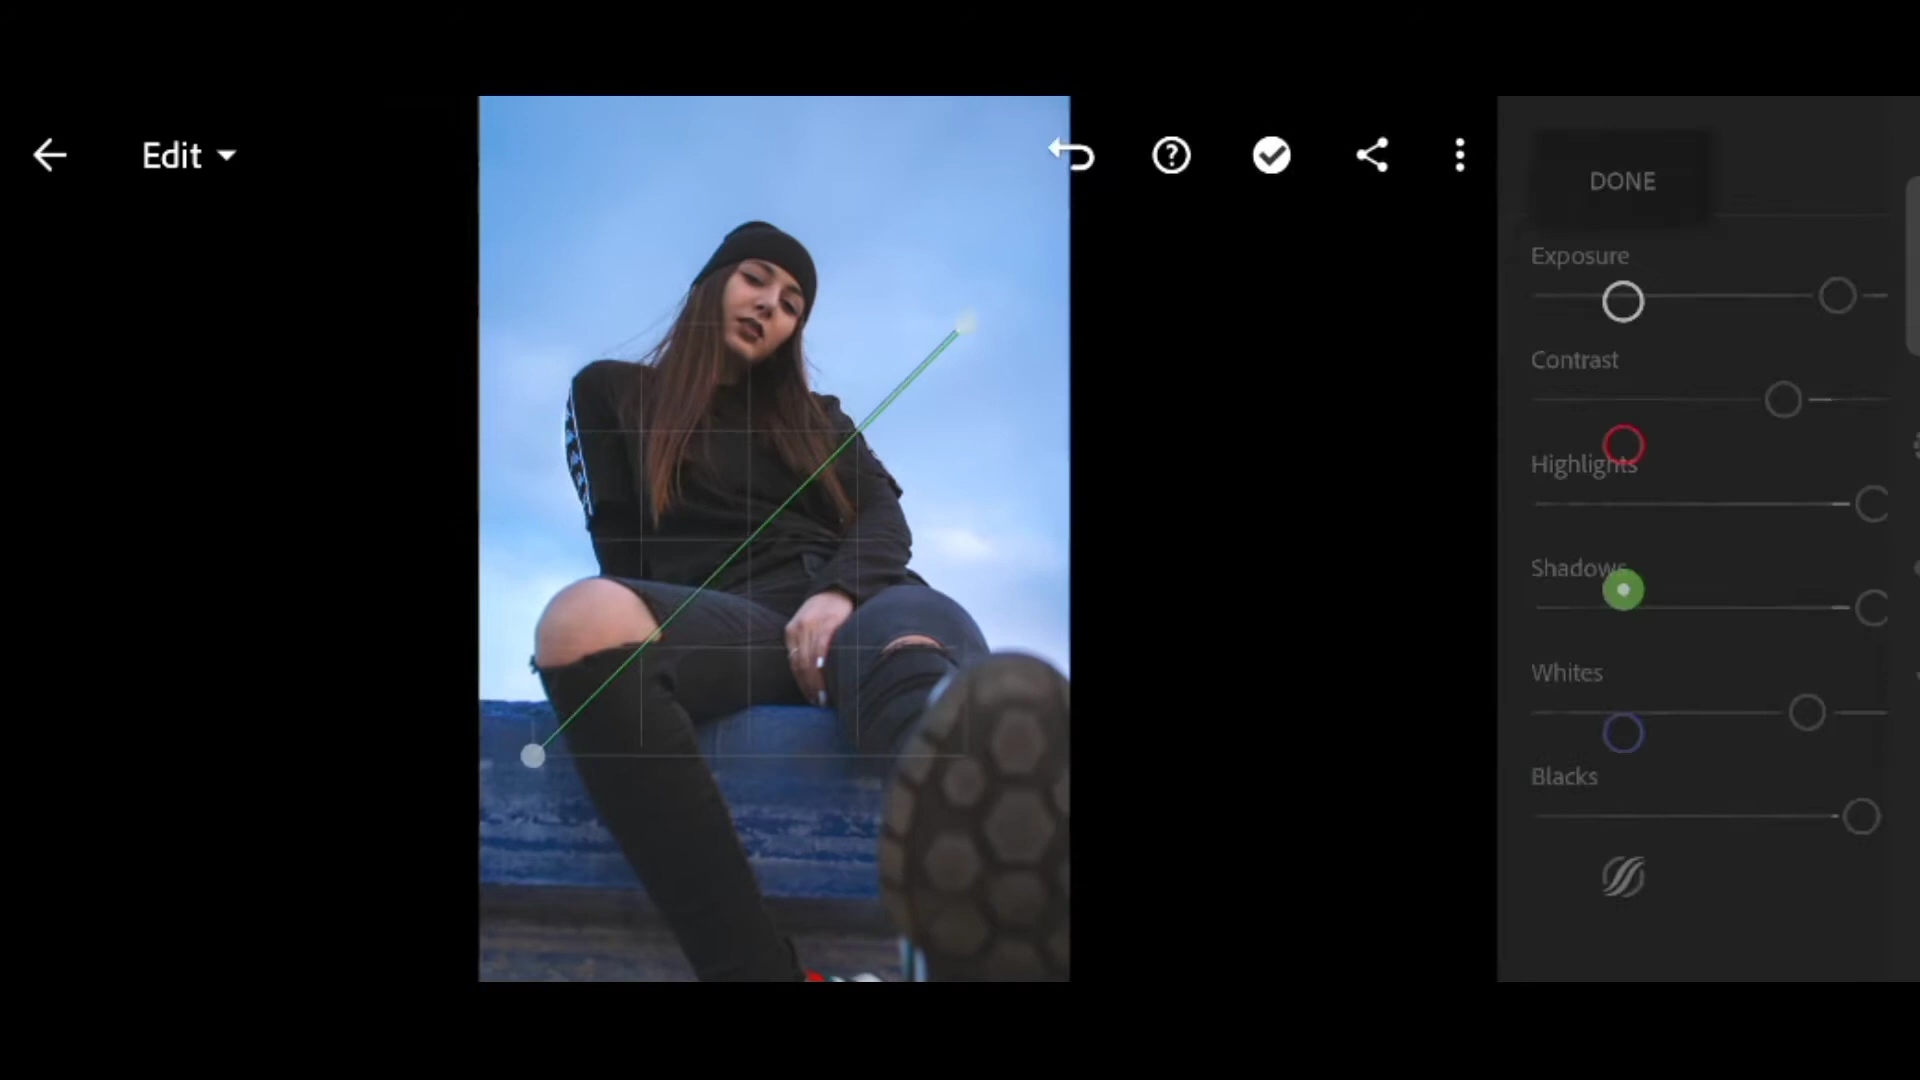 Edit
DONE
Exposure
Contrast
Highlights
Shadows
Whites
Blacks